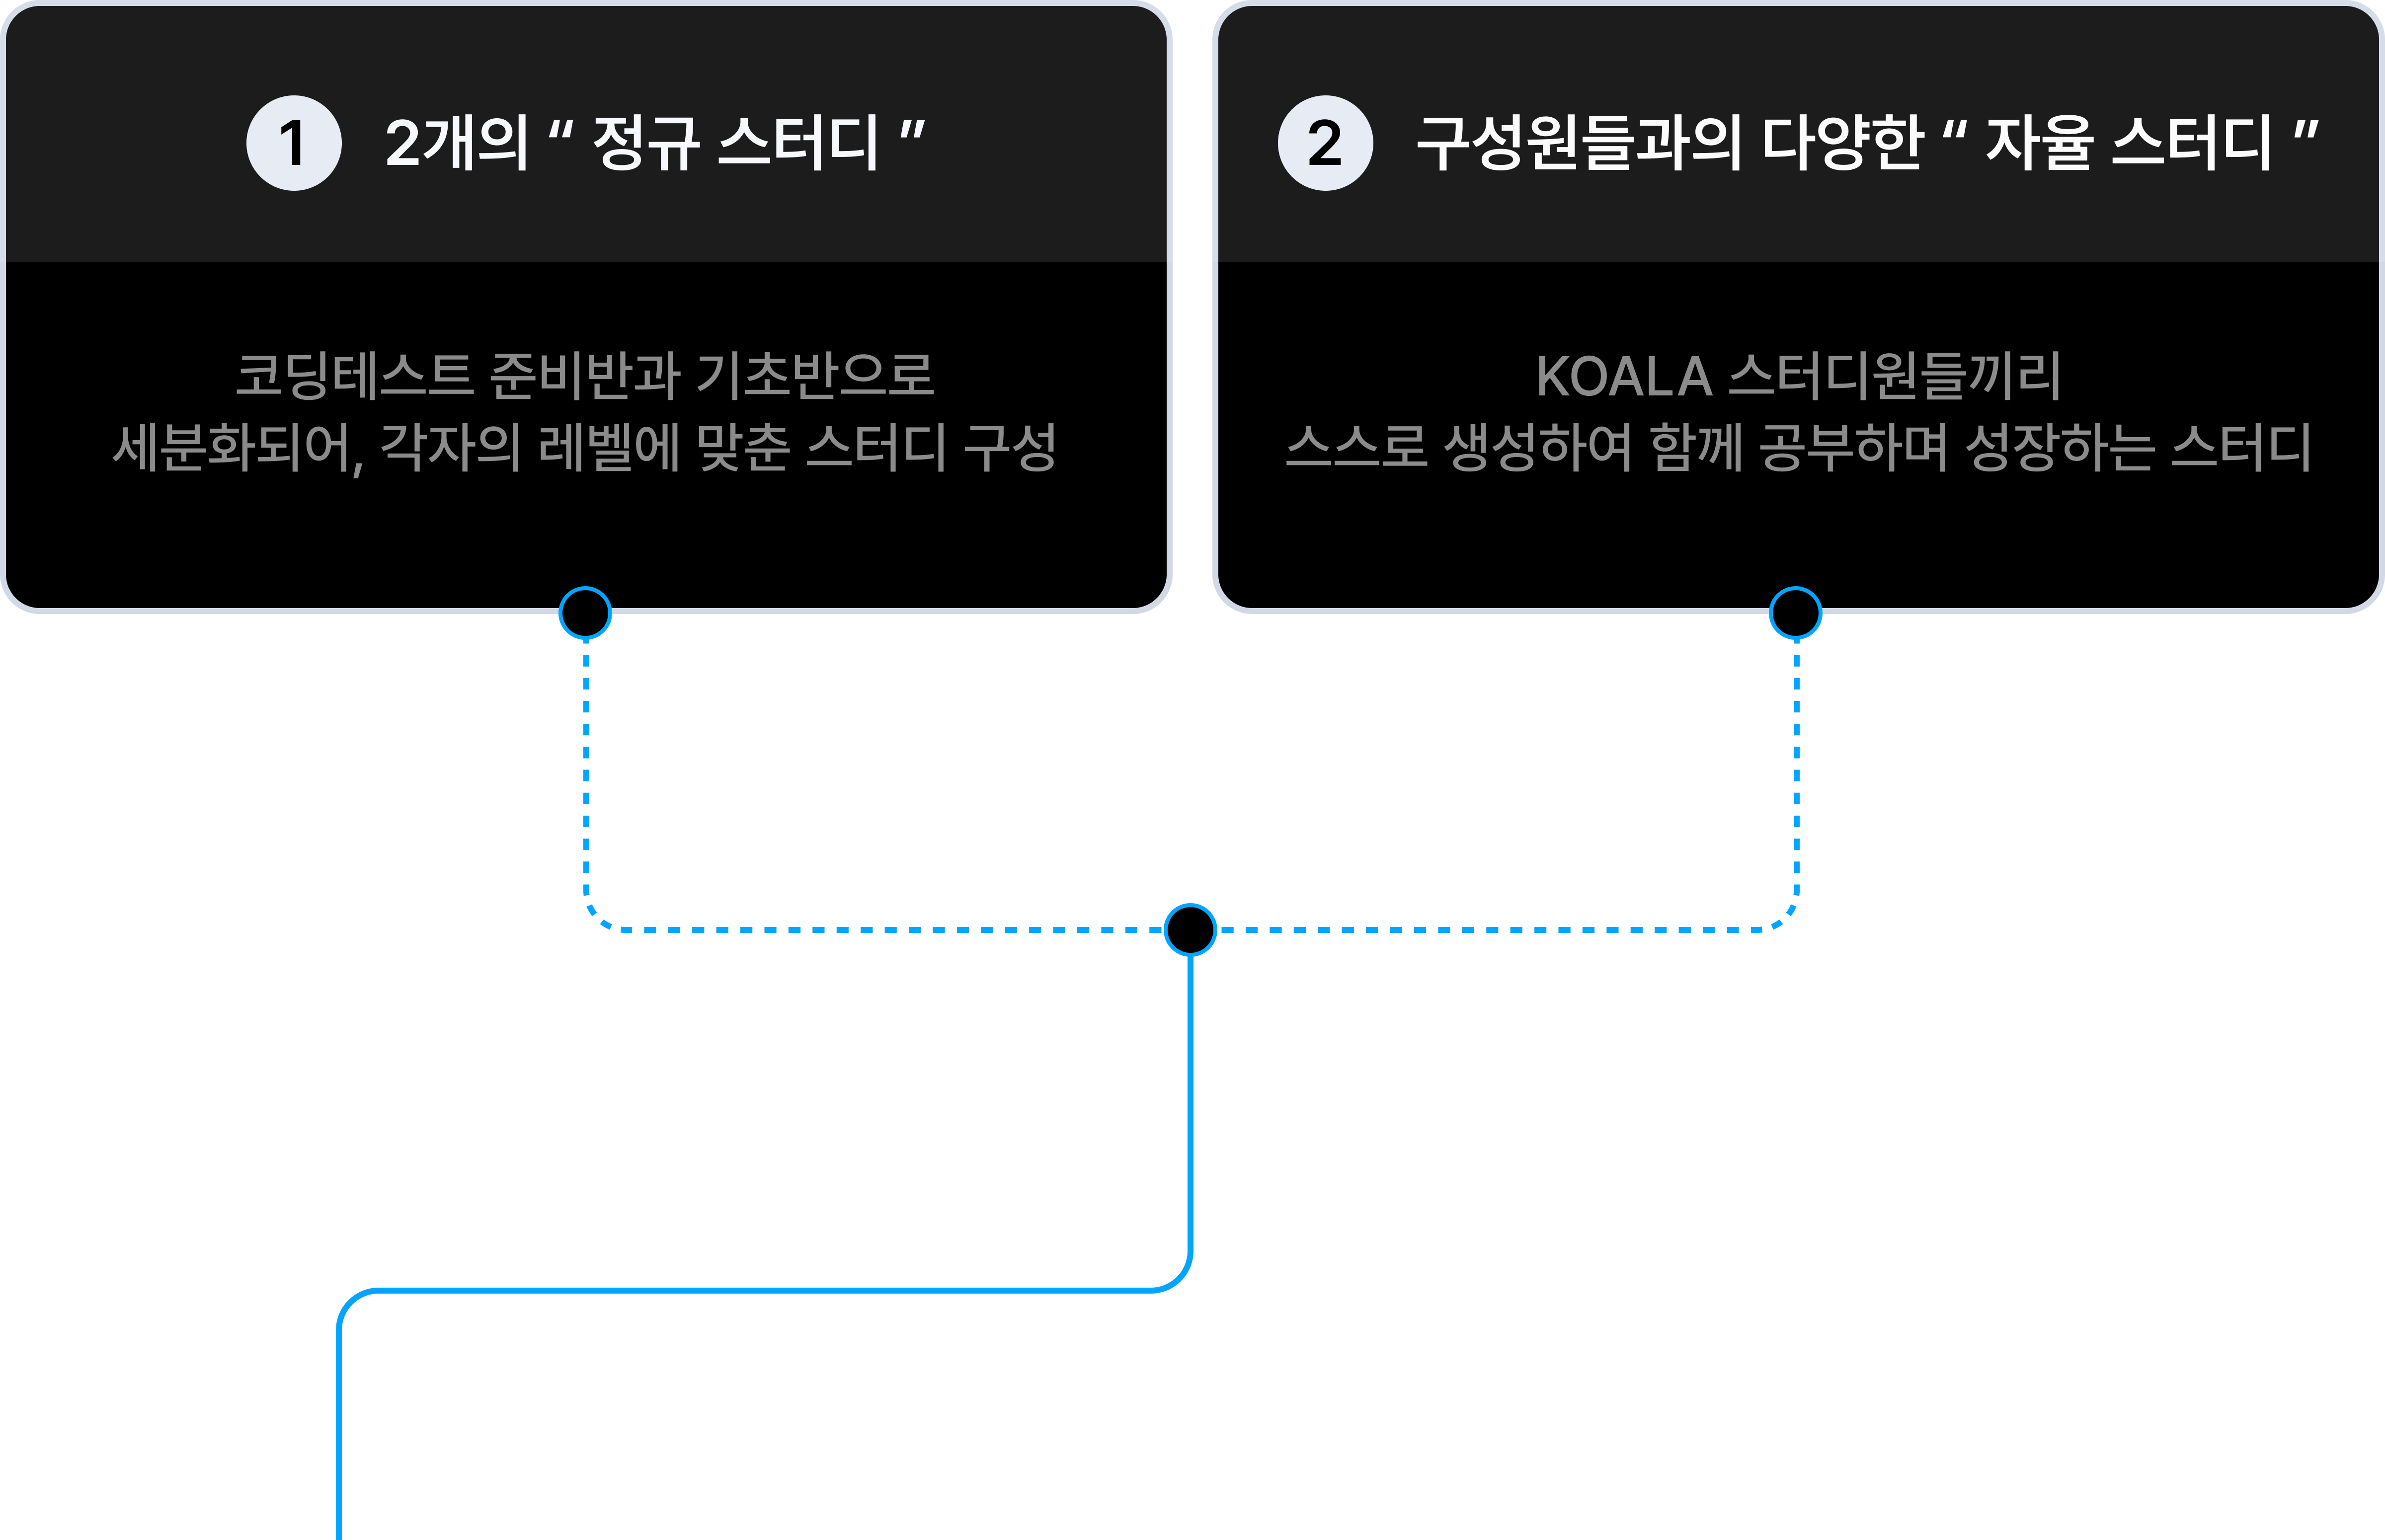 1 2개의 “ 정규 스터디 ”
코딩테스트 준비반과 기초반으로
세분화되어, 각자의 레벨에 맞춘 스터디 구성
2 구성원들과의 다양한 “ 자율 스터디 ”
KOALA 스터디원들끼리
스스로 생성하여 함께 공부하며 성장하는 스터디